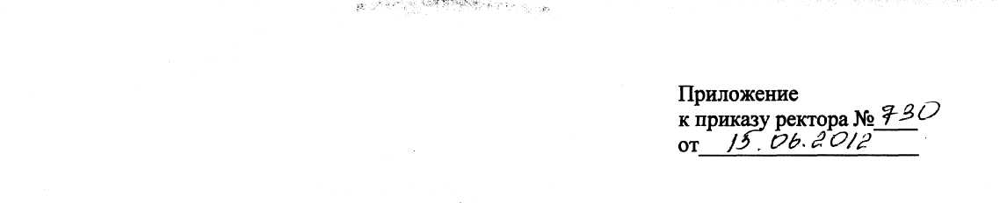 Приложение
к приказу ректора № 730
от 15.06.2012